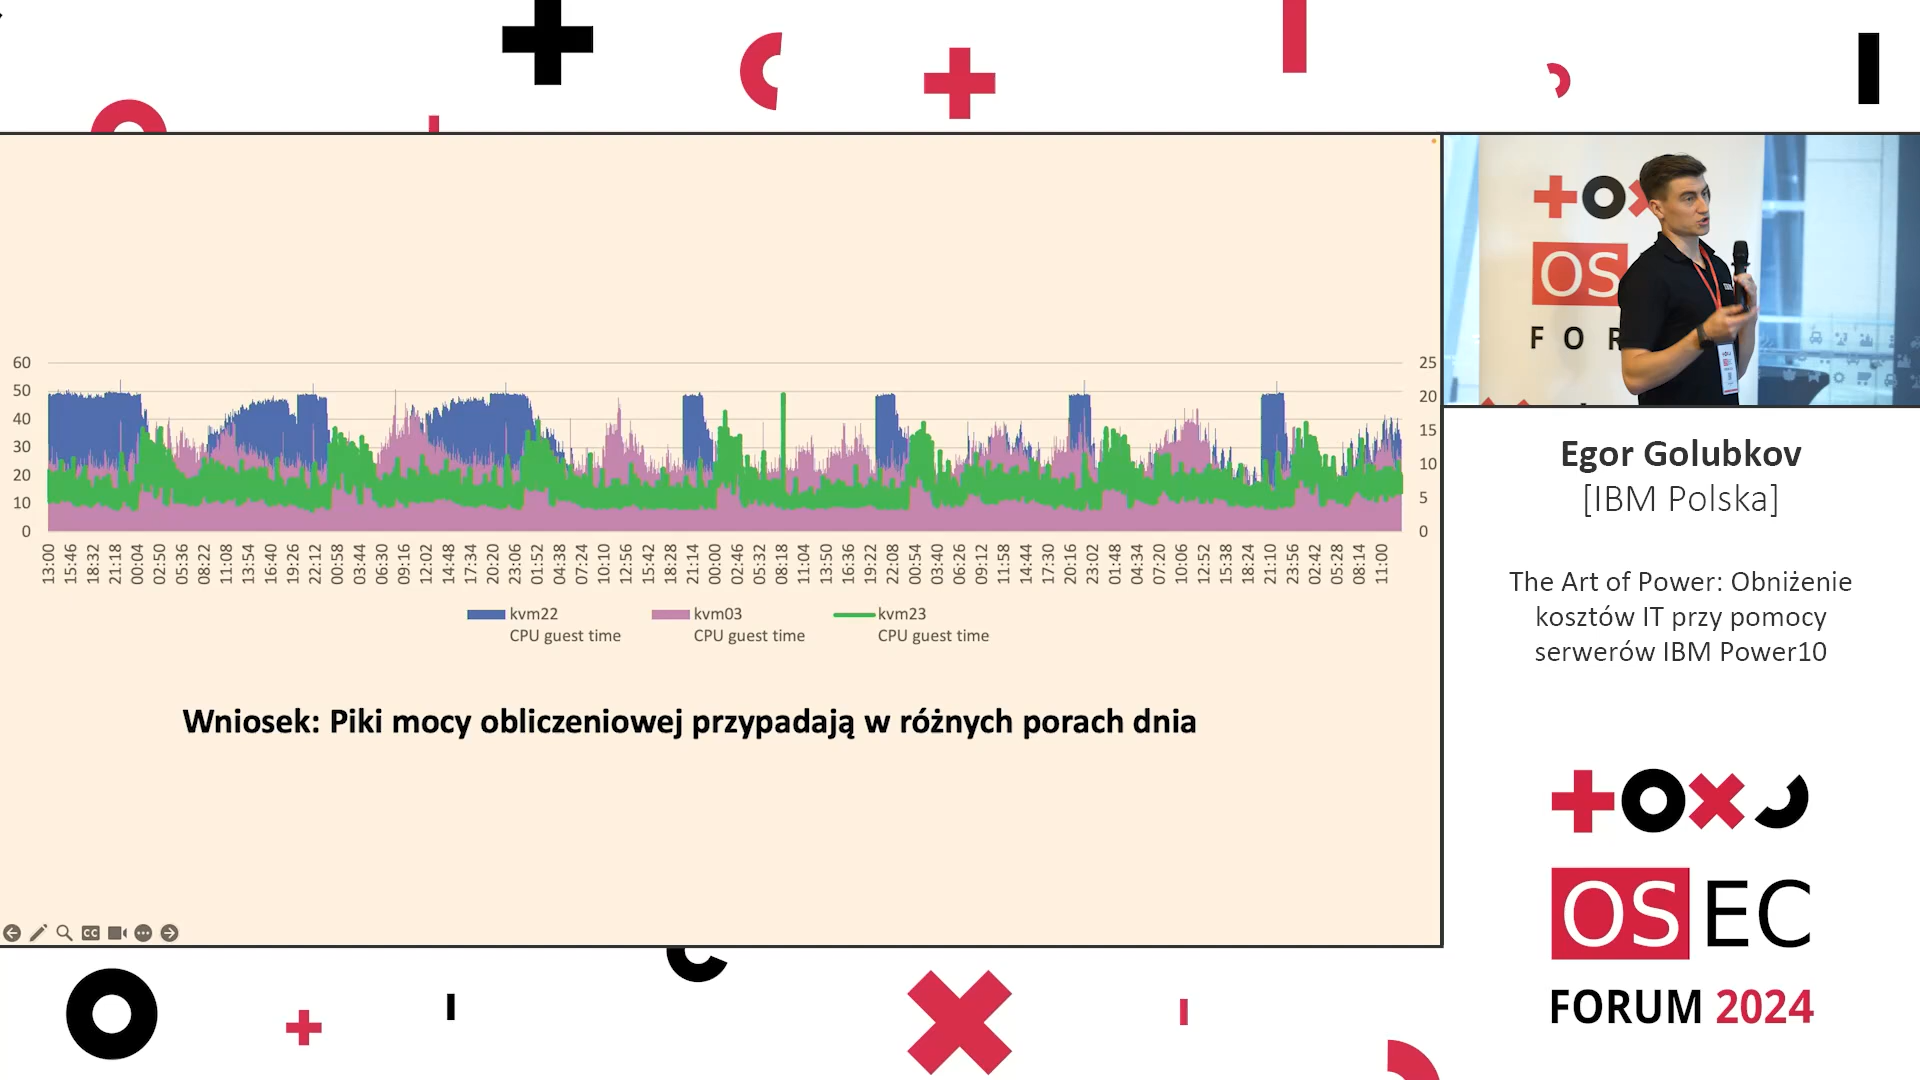 60
50
40
30
20
10
0
25
20
15
10
5
0
13:00 15:46 18:32 21:18 00:04 02:50 05:36 08:22 11:08 13:54 16:40 19:26 22:12 00:58 03:44 06:30 09:16 12:02 14:48 17:34 20:20 23:06 01:52 04:38 07:24 10:10 12:56 15:42 18:28 21:14 00:00 02:46 05:32 08:18 11:04 13:50 16:36 19:22 22:08 00:54 03:40 06:26 09:12 11:58 14:44 17:30 20:16 23:02 01:48 04:34 07:20 10:06 12:52 15:38 18:24 21:10 23:56 02:42 05:28 08:14 11:00
kvm22
CPU guest time
kvm03
CPU guest time
kvm23
CPU guest time
Wniosek: Piki mocy obliczeniowej przypadają w różnych porach dnia
CC
OS
FOR
Egor Golubkov
[IBM Polska]
The Art of Power: Obniżenie
kosztów IT przy pomocy
serwerów IBM Power10
OSEC
FORUM 2024